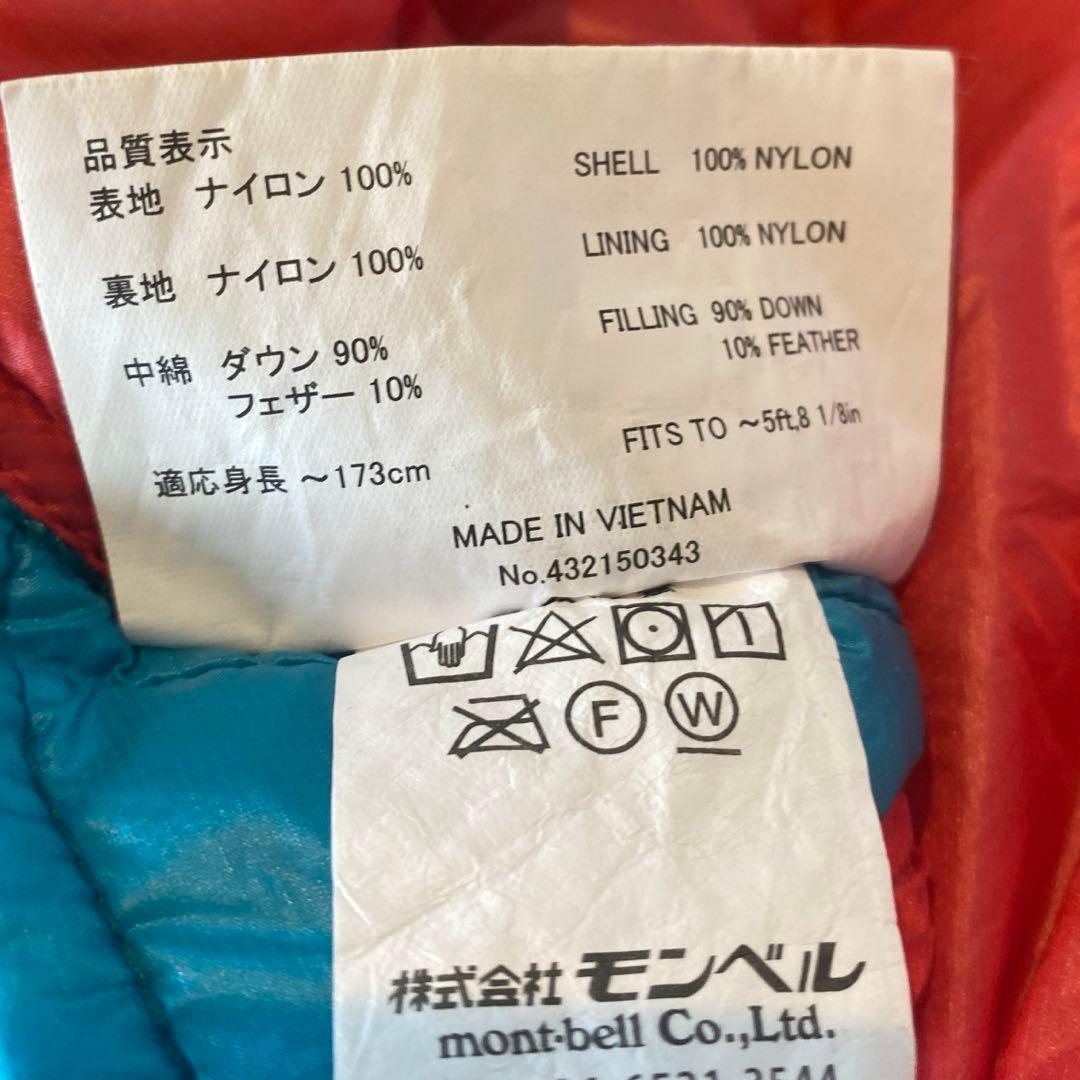 品質表示
表地 ナイロン 100%
裏地 ナイロン 100%
中綿 ダウン 90%
フェザー 10%
適応身長 ~173cm
SHELL 100% NYLON
LINING 100% NYLON
FILLING 90% DOWN
10% FEATHER
FITS TO ~5ft,8 1/8in
MADE IN VIETNAM
No.432150343
F W
株式会社 モンベル
mont-bell Co.,Ltd.